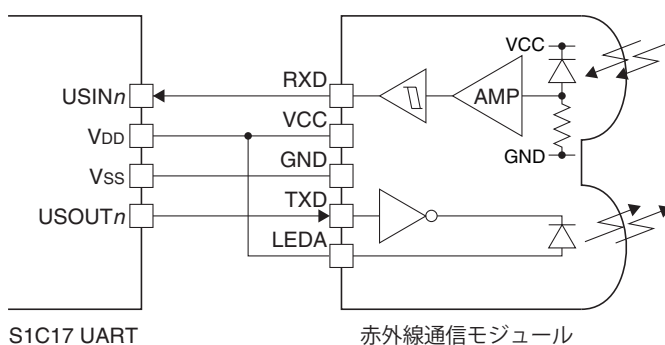 VCC
RXD
USINn
AMP
VCC
VDD
GND
GND
VSS
TXD
USOUTn
LEDA
S1C17 UART
赤外線通信モジュール